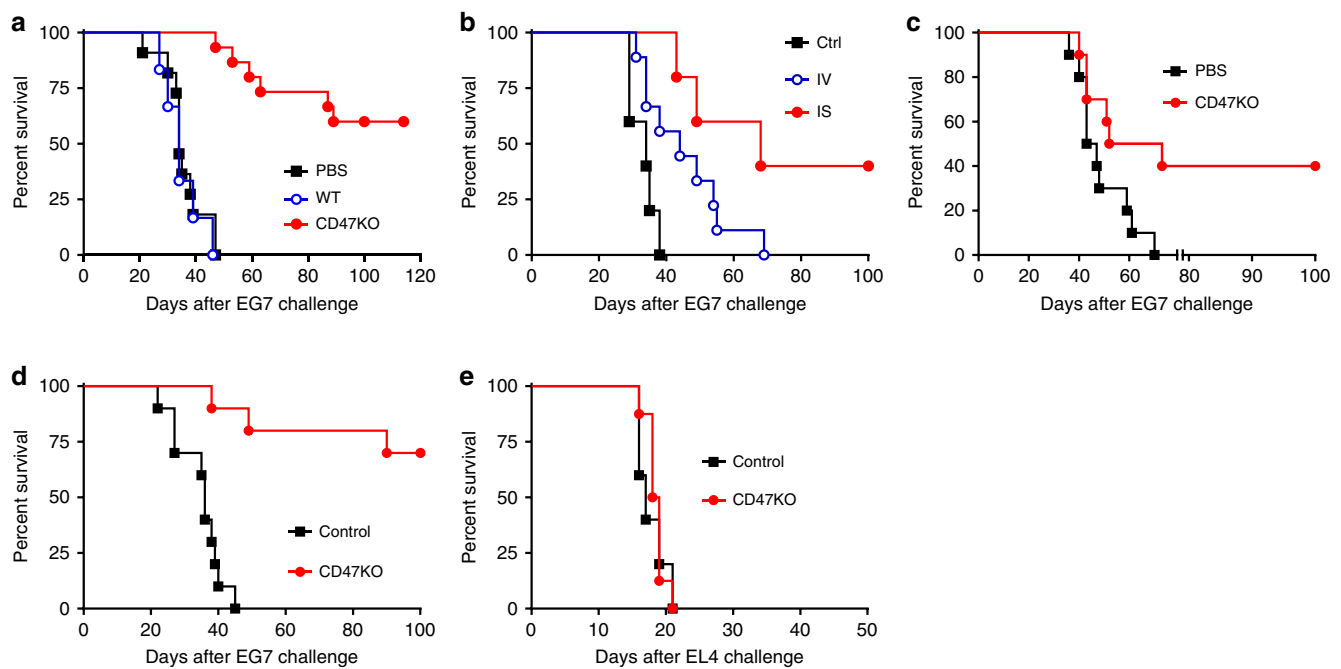 a
Percent survival
100
75
50
25
0
0 20 40 60 80 100 120
Days after EG7 challenge
PBS
WT
CD47KO
b
Percent survival
100
75
50
25
0
0 20 40 60 80 100
Days after EG7 challenge
Ctrl
IV
IS
c
Percent survival
100
80
60
40
20
0
0 20 40 60 80 90 100
Days after EG7 challenge
PBS
CD47KO
d
Percent survival
100
75
50
25
0
0 20 40 60 80 100
Days after EG7 challenge
Control
CD47KO
e
Percent survival
100
75
50
25
0
0 10 20 30 40 50
Days after EL4 challenge
Control
CD47KO